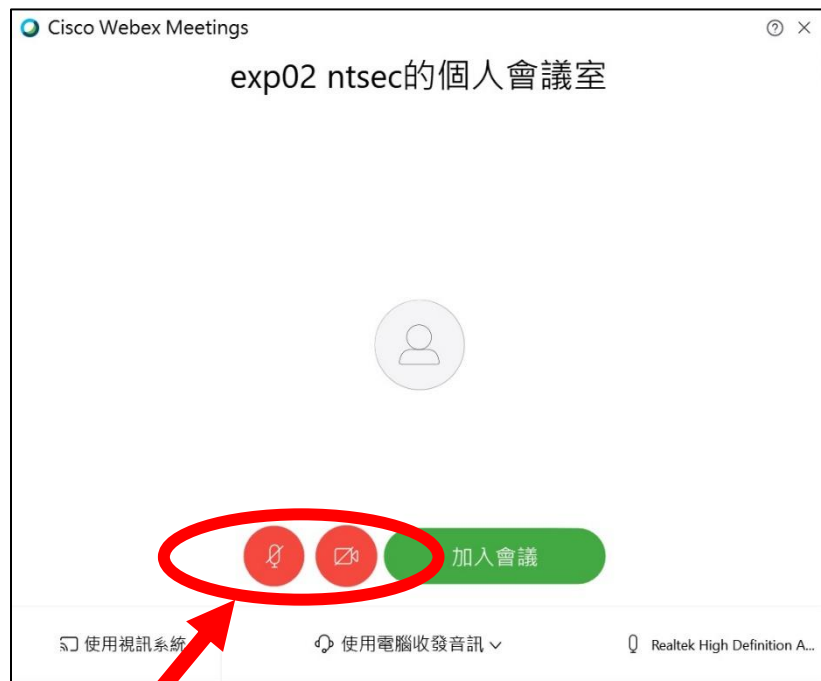 Cisco Webex Meetings
exp02 ntsec的個人會議室
加入會議
使用視訊系統
使用電腦收發音訊
Realtek High Definition A...